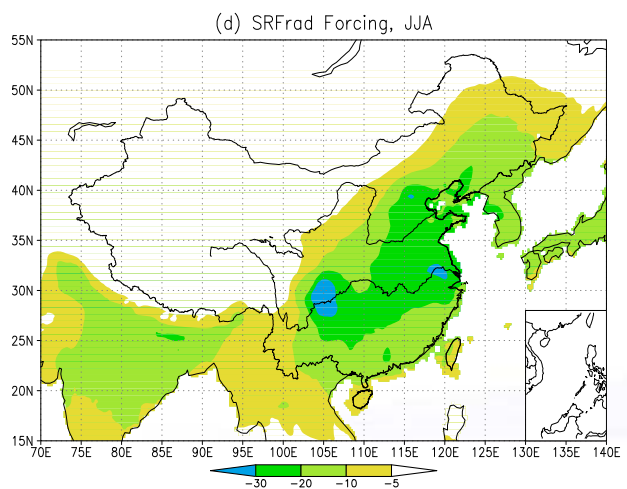 (d) SRFrad Forcing, JJA
55N
50N
45N
40N
35N
30N
25N
20N
15N
70E 75E 80E 85E 90E 95E 100E 105E 110E 115E 120E 125E 130E 135E 140E
-30 -20 -10 -5